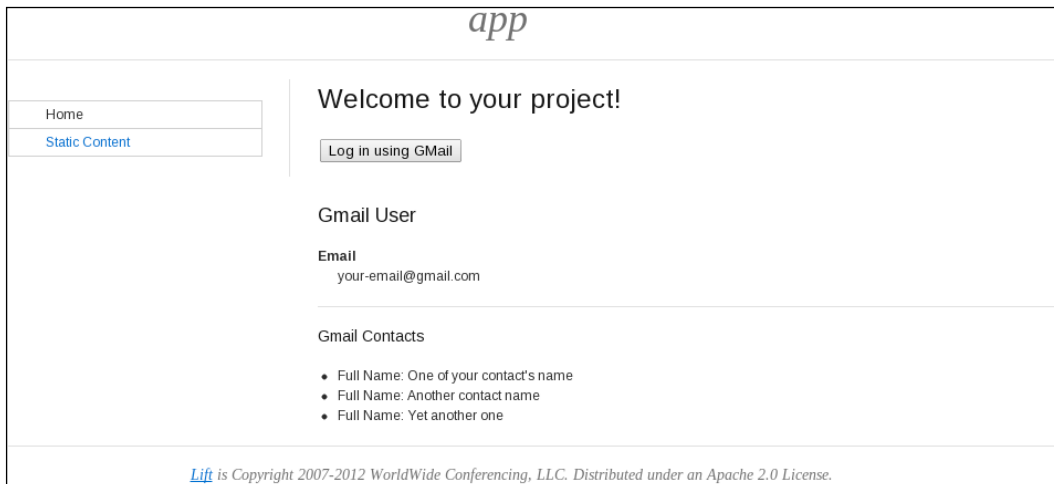 app
Home
Static Content
Welcome to your project!
Log in using GMail
Gmail User
Email
your-email@gmail.com
Gmail Contacts
Full Name: One of your contact's name
Full Name: Another contact name
Full Name: Yet another one
Lift is Copyright 2007-2012 WorldWide Conferencing, LLC. Distributed under an Apache 2.0 License.